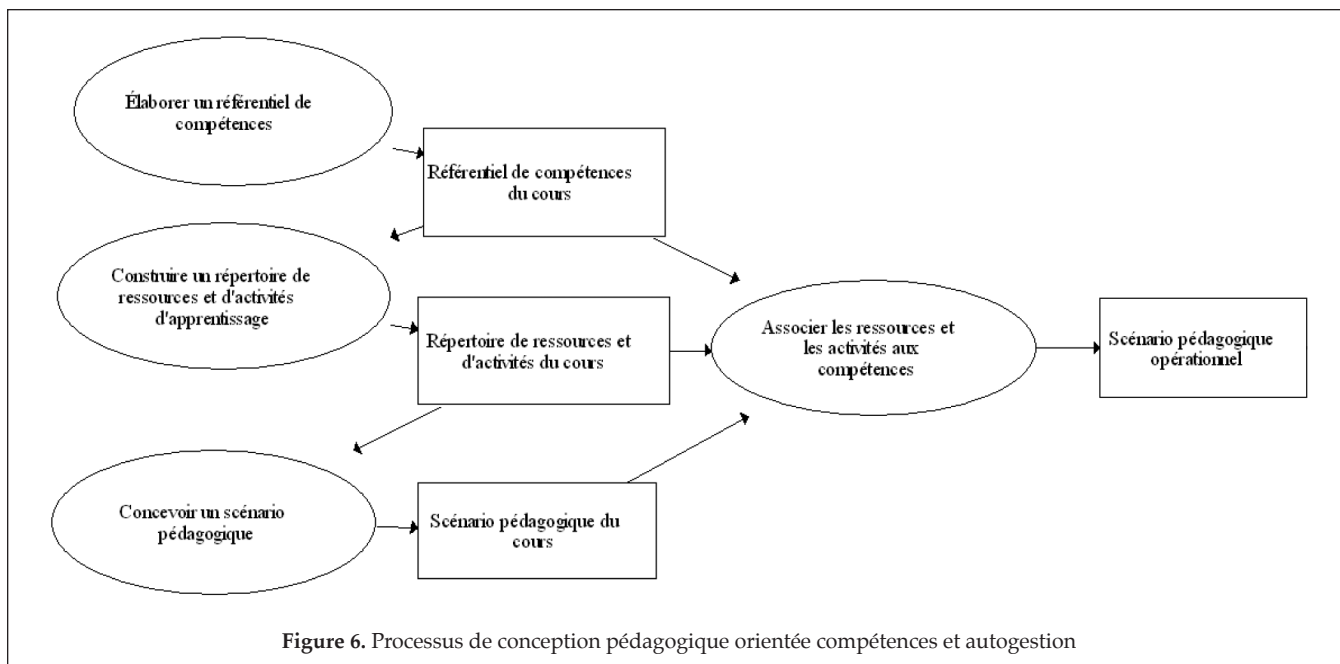 Élaborer un référentiel de
compétences
Référentiel de compétences
du cours
Construire un répertoire de
ressources et d'activités
d'apprentissage
Répertoire de ressources et
d'activités du cours
Associer les ressources et
les activités aux
compétences
Scénario pédagogique
opérationnel
Concevoir un scénario
pédagogique
Scénario pédagogique du
cours
Figure 6. Processus de conception pédagogique orientée compétences et autogestion